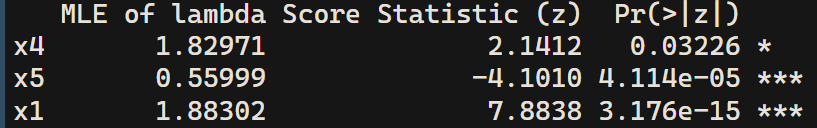 MLE of lambda Score Statistic (z) Pr(>|z|)
x4 1.82971 2.1412 0.03226 *
x5 0.55999 -4.1010 4.114e-05 ***
x1 1.88302 7.8838 3.176e-15 ***